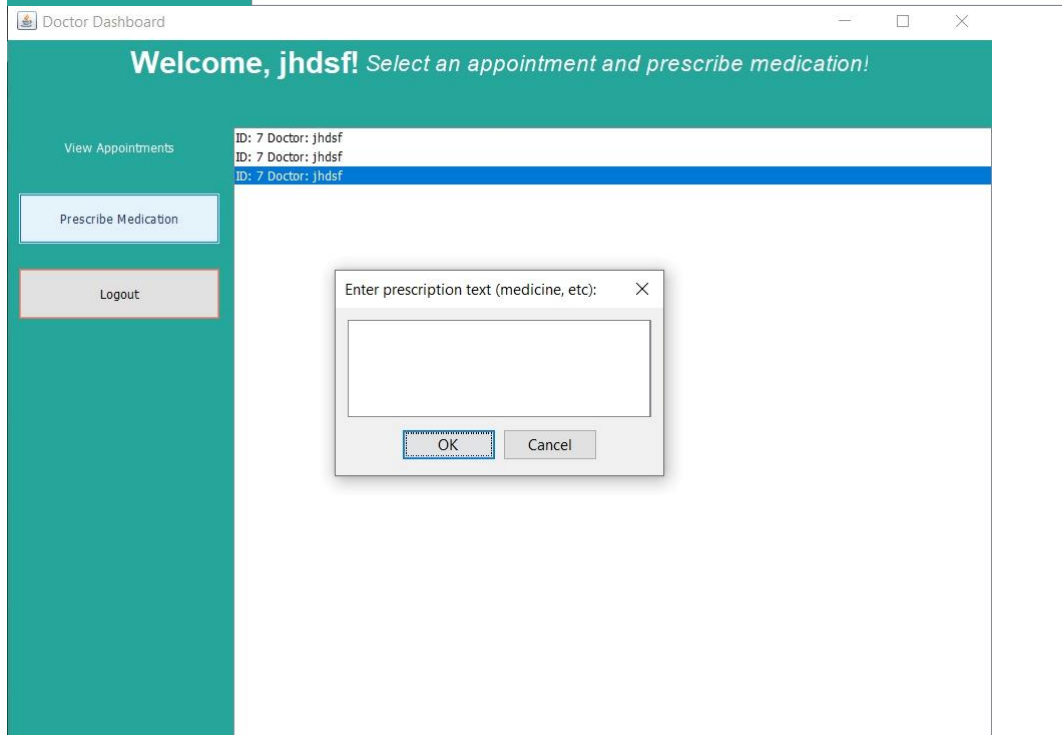 Doctor Dashboard
Welcome, jhdsf! Select an appointment and prescribe medication!
View Appointments
ID: 7 Doctor: jhdsf
ID: 7 Doctor: jhdsf
ID: 7 Doctor: jhdsf
Prescribe Medication
Logout
Enter prescription text (medicine, etc):
OK Cancel